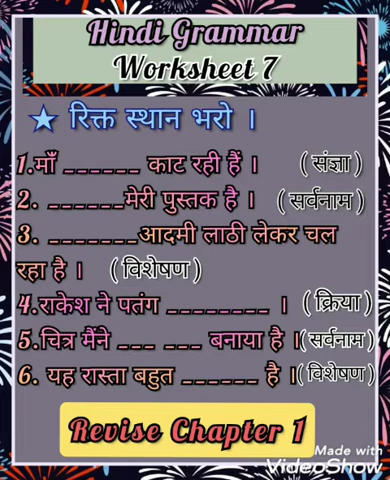 Hindi Grammar
Worksheet 7
★ रिक्त स्थान भरो ।
1.माँ ______ काट रही हैं । ( संज्ञा )
2. ______मेरी पुस्तक है । ( सर्वनाम )
3. _______आदमी लाठी लेकर चल
रहा है । ( विशेषण )
4.राकेश ने पतंग ________ । ( क्रिया )
5.चित्र मैंने ___ ___ बनाया है ।( सर्वनाम )
6. यह रास्ता बहुत ______ है ।( विशेषण )
Revise Chapter 1
Made with
VideoShow